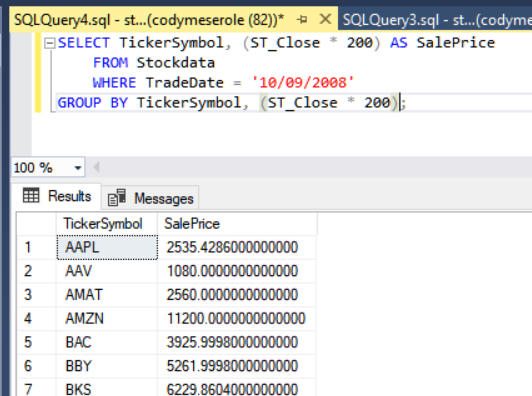 SQLQuery4.sql - st...(codymeserole (82))* SQLQuery3.sql - st...(codyme
SELECT TickerSymbol, (ST_Close * 200) AS SalePrice
FROM Stockdata
WHERE TradeDate = '10/09/2008'
GROUP BY TickerSymbol, (ST_Close * 200);
100 %
Results Messages
TickerSymbol SalePrice
1 AAPL 2535.4286000000000
2 AAV 1080.0000000000000
3 AMAT 2560.0000000000000
4 AMZN 11200.0000000000000
5 BAC 3925.9998000000000
6 BBY 5261.9998000000000
7 BKS 6229.8604000000000